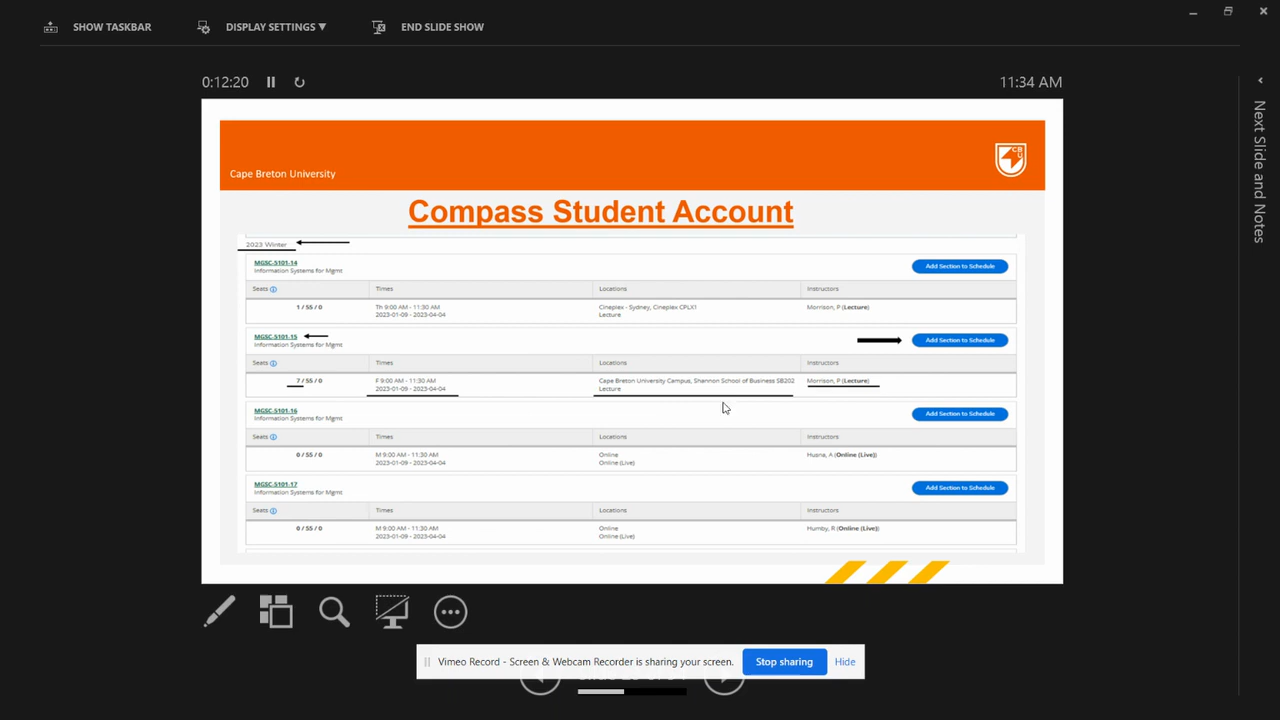 SHOW TASKBAR DISPLAY SETTINGS ▼ END SLIDE SHOW
0:12:20 11:34 AM
Next Slide and Notes
Cape Breton University
CB
U
Compass Student Account
2023 Winter
MGSC-5101-14
Information Systems for Mgmt
Add Section to Schedule
Seats Times Locations Instructors
1 / 55 / 0 Th 9:00 AM - 11:30 AM Cineplex - Sydney, Cineplex CPLX1 Morrison, P (Lecture)
2023-01-09 - 2023-04-04 Lecture
MGSC-5101-15
Information Systems for Mgmt
Add Section to Schedule
Seats Times Locations Instructors
7 / 55 / 0 F 9:00 AM - 11:30 AM Cape Breton University Campus, Shannon School of Business SB202 Morrison, P (Lecture)
2023-01-09 - 2023-04-04 Lecture
MGSC-5101-16
Information Systems for Mgmt
Add Section to Schedule
Seats Times Locations Instructors
0 / 55 / 0 M 9:00 AM - 11:30 AM Online Husna, A (Online (Live))
2023-01-09 - 2023-04-04 Online (Live)
MGSC-5101-17
Information Systems for Mgmt
Add Section to Schedule
Seats Times Locations Instructors
0 / 55 / 0 M 9:00 AM - 11:30 AM Online Humby, R (Online (Live))
2023-01-09 - 2023-04-04 Online (Live)
Vimeo Record - Screen & Webcam Recorder is sharing your screen. Stop sharing Hide